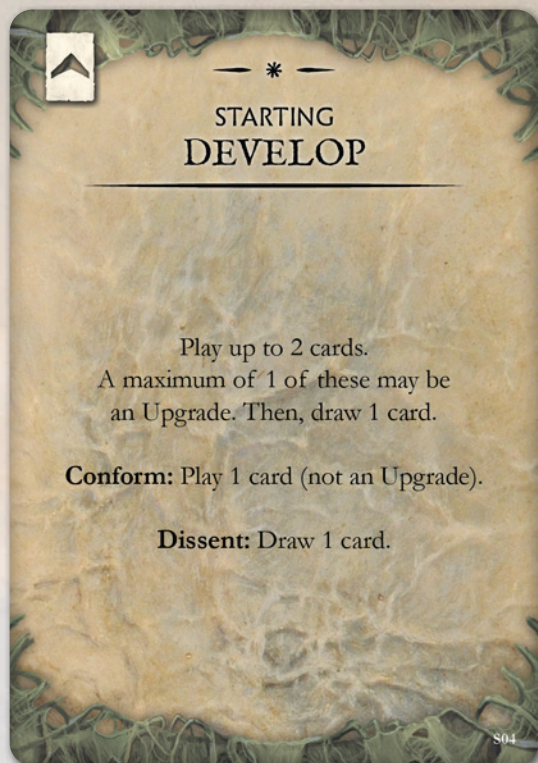 STARTING
DEVELOP
Play up to 2 cards.
A maximum of 1 of these may be
an Upgrade. Then, draw 1 card.
Conform: Play 1 card (not an Upgrade).
Dissent: Draw 1 card.
S04